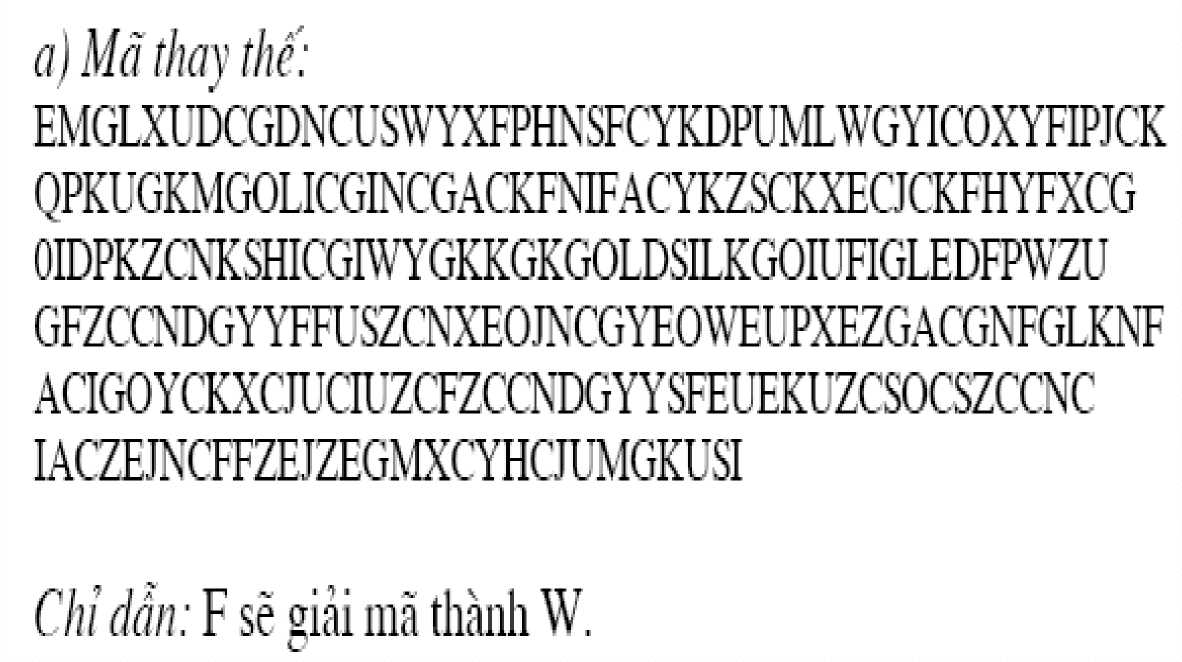 a) Mã thay thế:
EMGLXUDCGDNCUSWYXFPHNSFCYKDPUMLWGYICOXYFIPJCK
QPKUGKMGOLICGINCGACKFNIFACYKZSCKXECJCKFHYFXCG
0IDPKZCNKSHICGIWYGKKGKGOLDSILKGOIUFIGLEDFPWZU
GFZCCNDGYYFFUSZCNXEOJNCGYEOWEUPXEZGACGNFGLKNF
ACIGOYCKXCJUCIUZCFZCCNDGYYSFEUEKUZCSOCSZCCNC
IACZEJNCFFZEJZEGMXCYHCJUMGKUSI
Chỉ dẫn: F sẽ giải mã thành W.